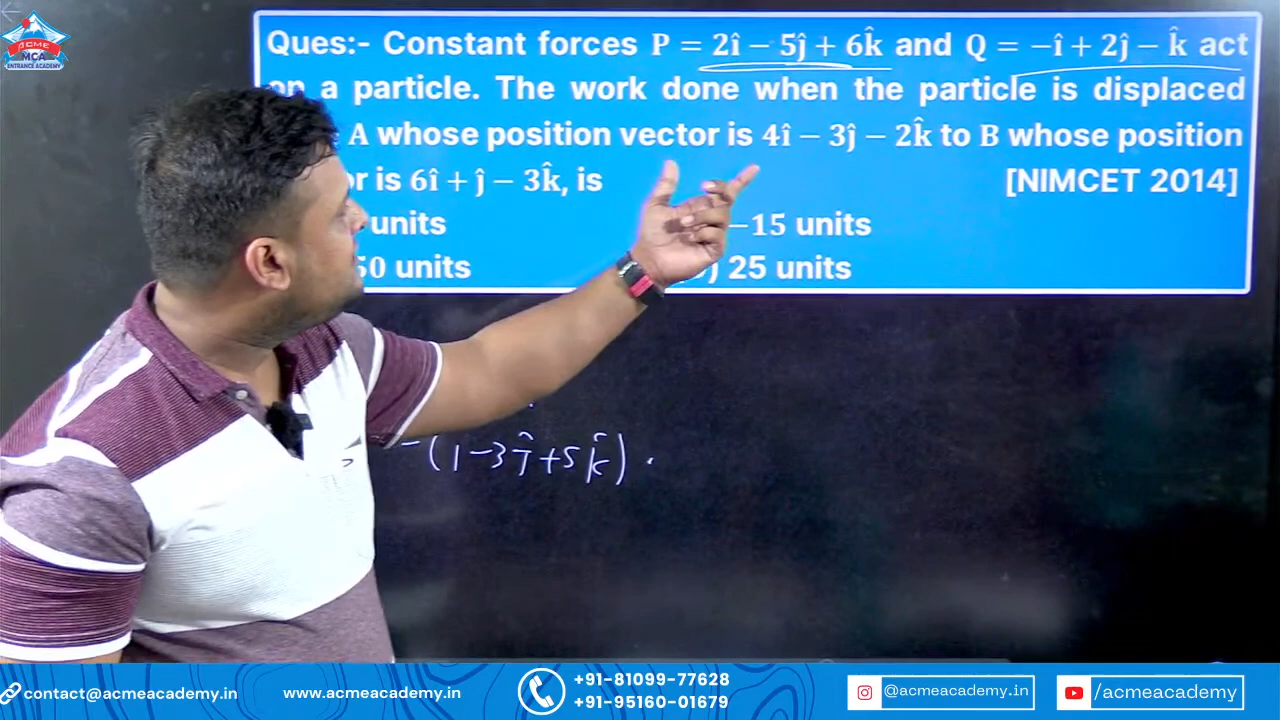 ACME
MCA
ENTRANCE ACADEMY
Ques:- Constant forces P = 2î − 5ĵ + 6k̂ and Q = −î + 2ĵ − k̂ act
on a particle. The work done when the particle is displaced
A whose position vector is 4î − 3ĵ − 2k̂ to B whose position
is 6î + ĵ − 3k̂, is [NIMCET 2014]
units −15 units
units 25 units
-(1-3ĵ+5k̂).
contact@acmeacademy.in www.acmeacademy.in +91-81099-77628 @acmeacademy.in /acmeacademy
+91-95160-01679